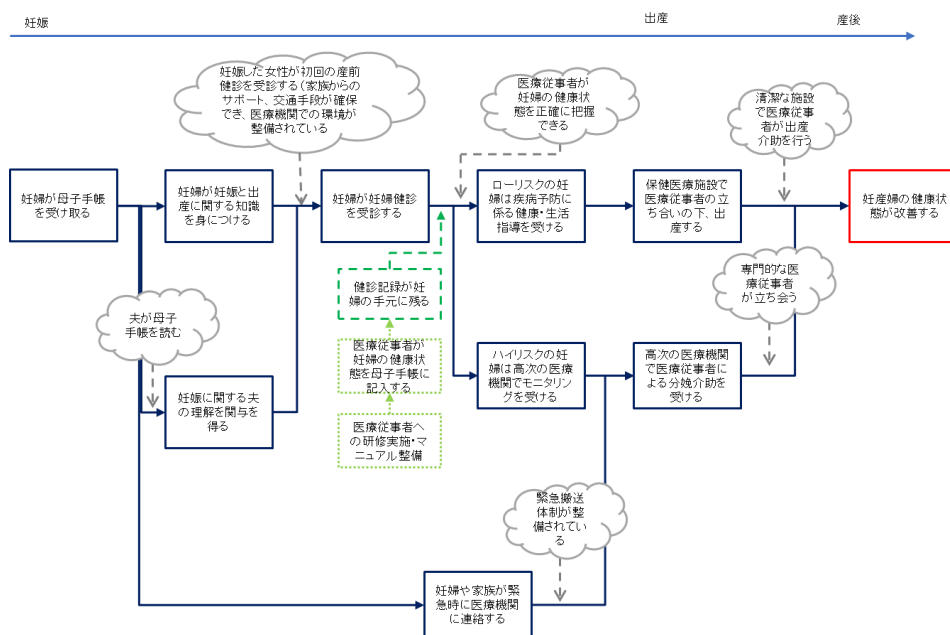 妊娠
出産
産後
妊娠した女性が初回の産前
健診を受診する（家族からの
サポート、交通手段が確保
でき、医療機関での環境が
整備されている
医療従事者が
妊婦の健康状
態を正確に把握
できる
清潔な施設
で医療従事
者が出産
介助を行う
妊婦が母子手帳
を受け取る
妊婦が妊娠と出
産に関する知識
を身につける
妊婦が妊婦健診
を受診する
ローリスクの妊
婦は疾病予防に
係る健康・生活
指導を受ける
保健医療施設で
医療従事者の立
ち合いの下、出
産する
妊産婦の健康状
態が改善する
健診記録が妊
婦の手元に残る
専門的な医
療従事者
が立ち会う
夫が母子
手帳を読む
医療従事者が
妊婦の健康状
態を母子手帳に
記入する
ハイリスクの妊
婦は高次の医療
機関でモニタリ
ングを受ける
高次の医療機関
で医療従事者に
よる分娩介助を
受ける
妊娠に関する夫
の理解を関与を
得る
医療従事者へ
の研修実施・マ
ニュアル整備
緊急搬送
体制が整
備されてい
る
妊婦や家族が緊
急時に医療機関
に連絡する